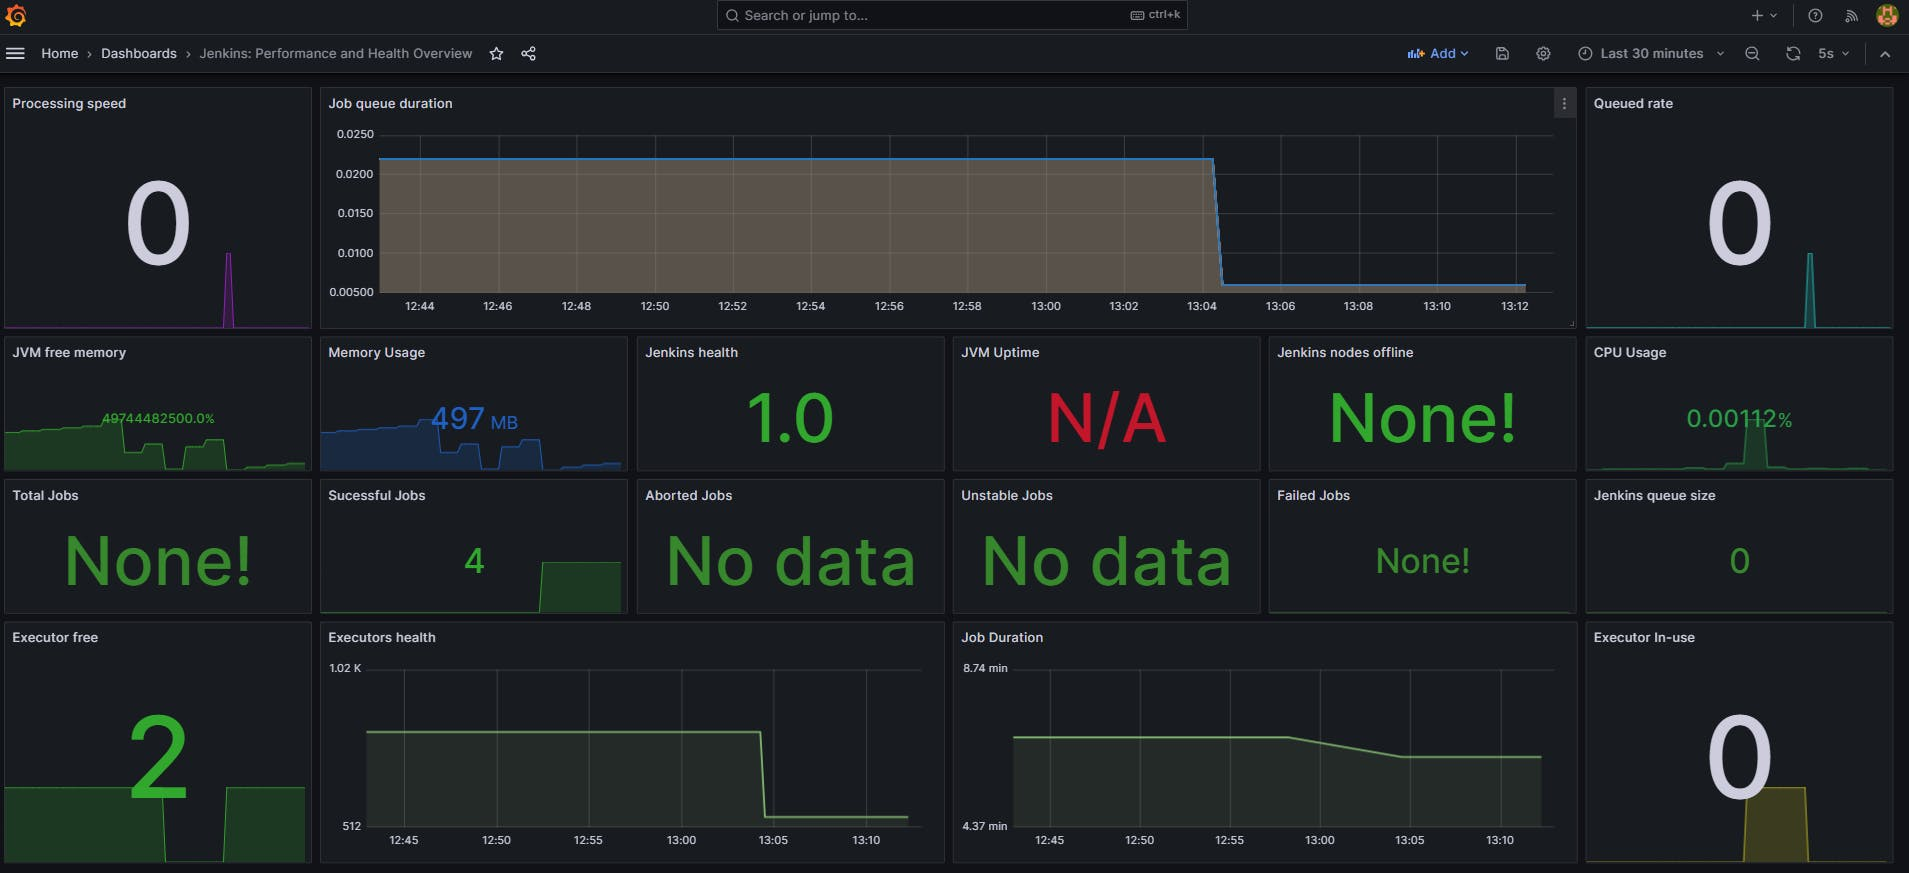 Search or jump to...
ctrl+k
Home › Dashboards › Jenkins: Performance and Health Overview
Add
Last 30 minutes
5s
Processing speed
0
Job queue duration
0.0250
0.0200
0.0150
0.0100
0.00500
12:44 12:46 12:48 12:50 12:52 12:54 12:56 12:58 13:00 13:02 13:04 13:06 13:08 13:10 13:12
Queued rate
0
JVM free memory
49744482500.0%
Memory Usage
497 MB
Jenkins health
1.0
JVM Uptime
N/A
Jenkins nodes offline
None!
CPU Usage
0.00112%
Total Jobs
None!
Sucessful Jobs
4
Aborted Jobs
No data
Unstable Jobs
No data
Failed Jobs
None!
Jenkins queue size
0
Executor free
2
Executors health
1.02 K
512
12:45 12:50 12:55 13:00 13:05 13:10
Job Duration
8.74 min
4.37 min
12:45 12:50 12:55 13:00 13:05 13:10
Executor In-use
0